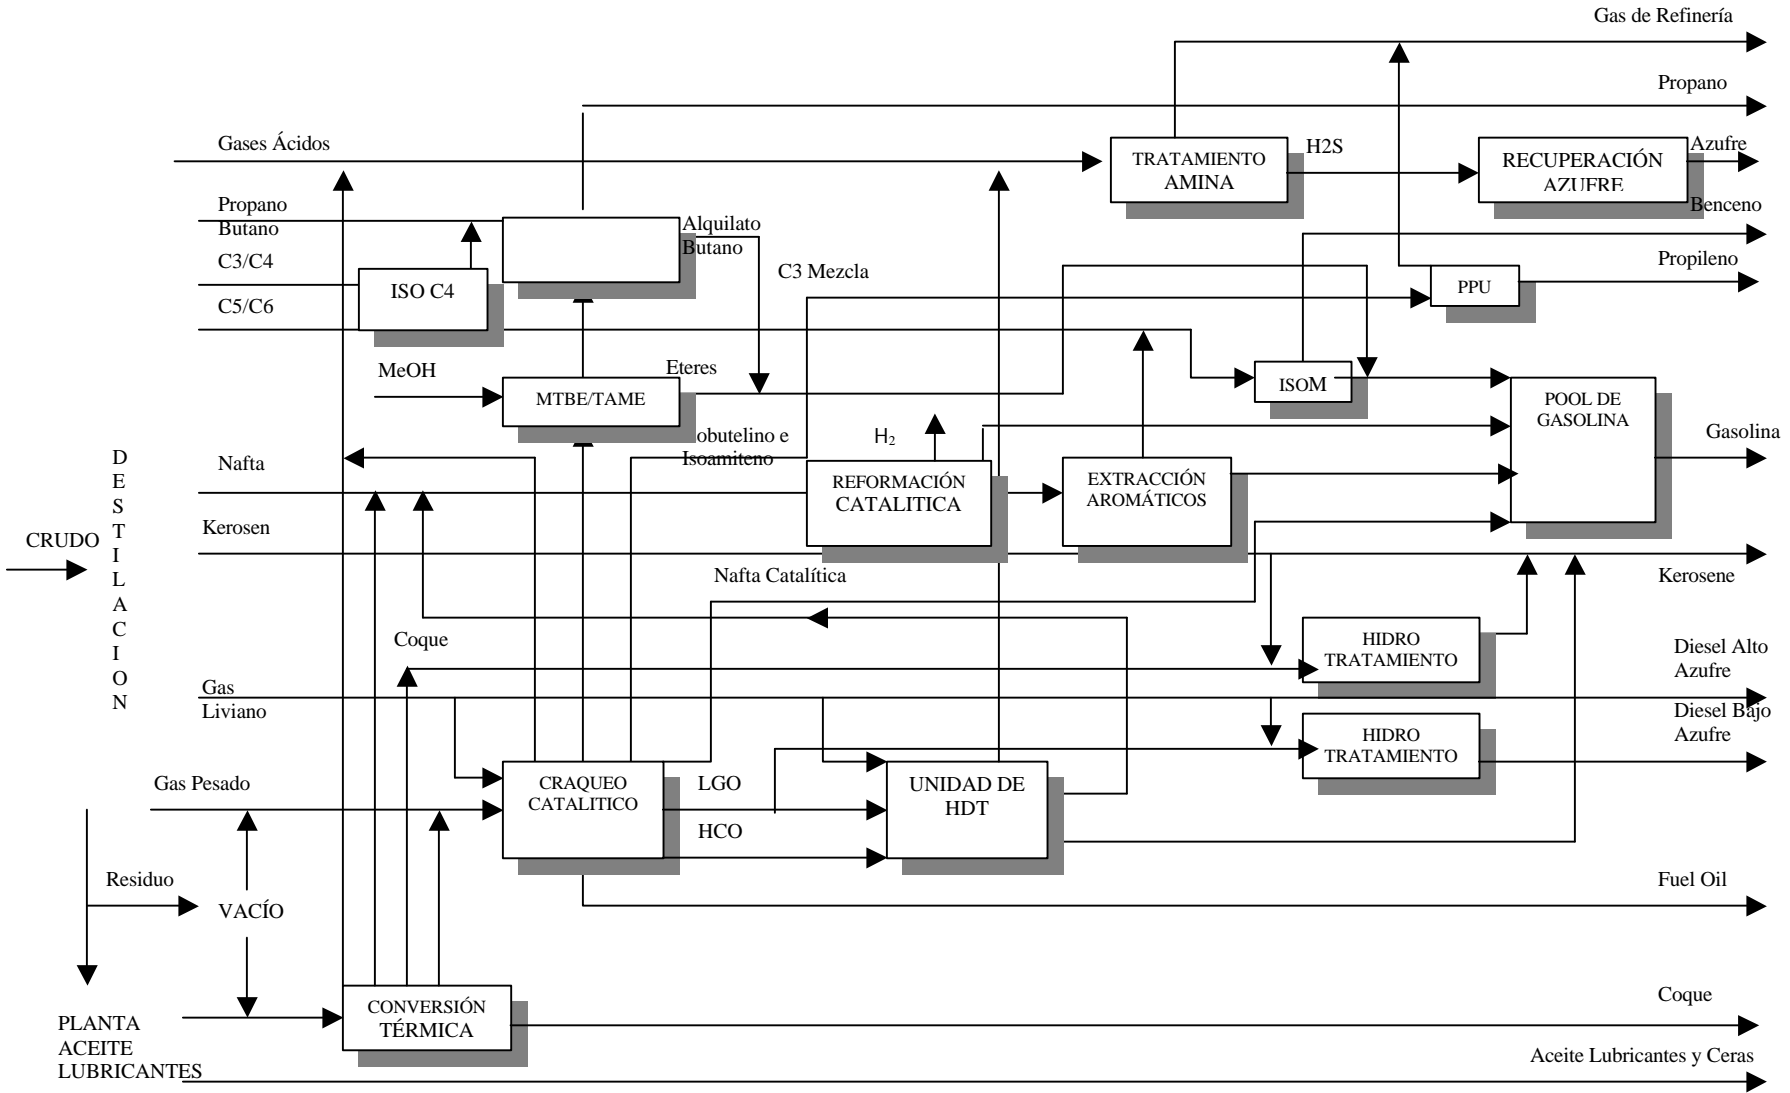 Gas de Refinería
Propano
Gases Ácidos
TRATAMIENTO
AMINA
H2S
RECUPERACIÓN
AZUFRE
Azufre
Propano
Butano
Alquilato
Butano
Benceno
C3/C4
ISO C4
C3 Mezcla
Propileno
PPU
C5/C6
MeOH
MTBE/TAME
Eteres
ISOM
POOL DE
GASOLINA
Gasolina
obutelino e
Isoamiteno
H2
Nafta
REFORMACIÓN
CATALITICA
EXTRACCIÓN
AROMÁTICOS
CRUDO
D
E
S
T
I
L
A
C
I
O
N
Kerosen
Kerosene
Nafta Catalítica
Coque
HIDRO
TRATAMIENTO
Diesel Alto
Azufre
Gas
Liviano
HIDRO
TRATAMIENTO
Diesel Bajo
Azufre
Gas Pesado
CRAQUEO
CATALITICO
LGO
HCO
UNIDAD DE
HDT
Residuo
VACÍO
Fuel Oil
CONVERSIÓN
TÉRMICA
Coque
PLANTA
ACEITE
LUBRICANTES
Aceite Lubricantes y Ceras